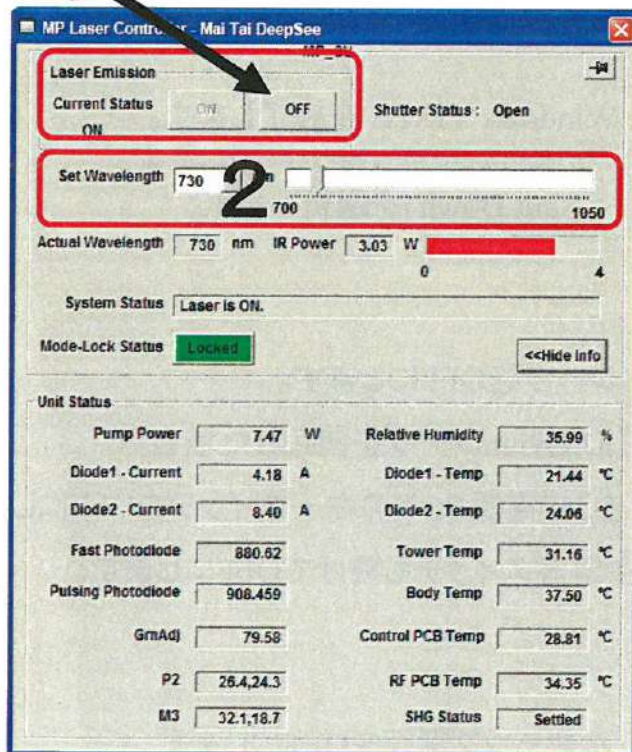 MP Laser Controller - Mai Tai DeepSee
Laser Emission
Current Status
ON
ON
OFF
Shutter Status : Open
Set Wavelength 730
2
700
1050
Actual Wavelength 730 nm IR Power 3.03 W
0 4
System Status Laser is ON.
Mode-Lock Status Locked
<<Hide Info
Unit Status
Pump Power 7.47 W Relative Humidity 35.99 %
Diode1 - Current 4.18 A Diode1 - Temp 21.44 °C
Diode2 - Current 8.40 A Diode2 - Temp 24.06 °C
Fast Photodiode 880.62 Tower Temp 31.16 °C
Pulsing Photodiode 908.459 Body Temp 37.50 °C
GrnAdj 79.58 Control PCB Temp 28.81 °C
P2 26.4,24.3 RF PCB Temp 34.35 °C
M3 32.1,18.7 SHG Status Settled